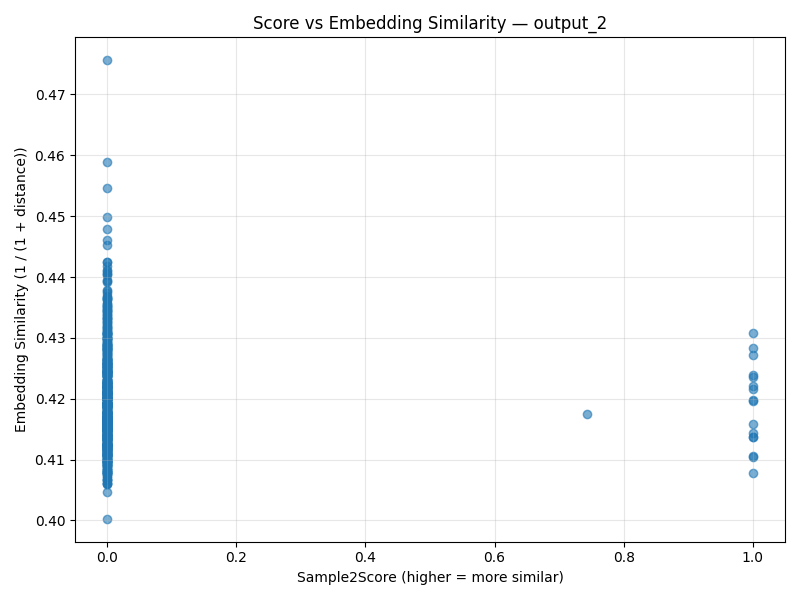 Score vs Embedding Similarity — output_2
Embedding Similarity (1 / (1 + distance))
0.47
0.46
0.45
0.44
0.43
0.42
0.41
0.40
0.0 0.2 0.4 0.6 0.8 1.0
Sample2Score (higher = more similar)